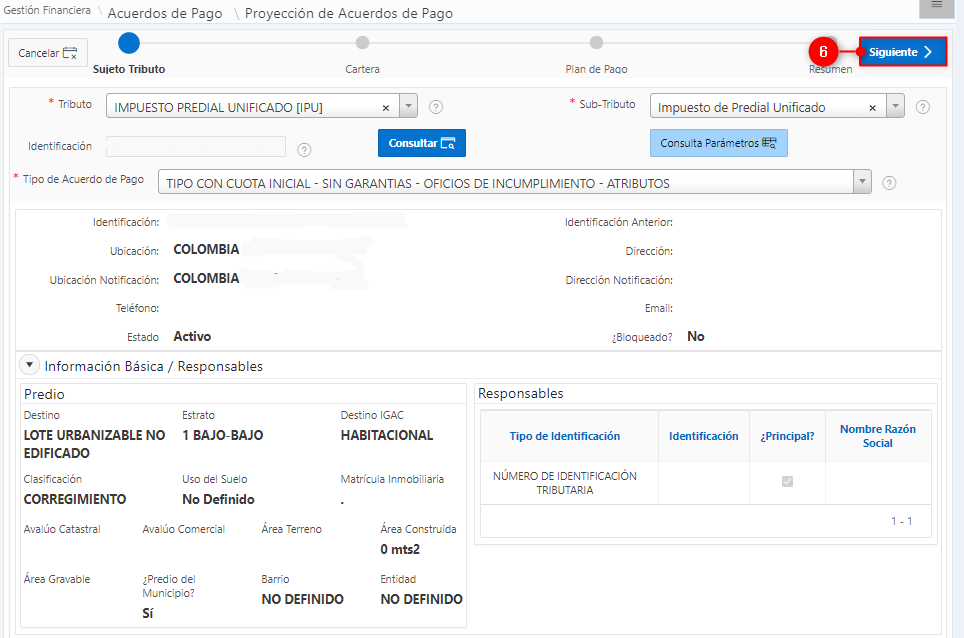 Gestión Financiera \ Acuerdos de Pago \ Proyección de Acuerdos de Pago
Cancelar
Sujeto Tributo
Cartera
Plan de Pago
Resumen
6
Siguiente
* Tributo
IMPUESTO PREDIAL UNIFICADO [IPU]
×
?
* Sub-Tributo
Impuesto de Predial Unificado
×
?
Identificación
?
Consultar
Consulta Parámetros
* Tipo de Acuerdo de Pago
TIPO CON CUOTA INICIAL - SIN GARANTIAS - OFICIOS DE INCUMPLIMIENTO - ATRIBUTOS
?
Identificación:
Identificación Anterior:
Ubicación: COLOMBIA
Dirección:
Ubicación Notificación: COLOMBIA
Dirección Notificación:
Teléfono:
Email:
Estado Activo
¿Bloqueado? No
Información Básica / Responsables
Predio
Destino Estrato Destino IGAC
LOTE URBANIZABLE NO 1 BAJO-BAJO HABITACIONAL
EDIFICADO
Clasificación Uso del Suelo Matrícula Inmobiliaria
CORREGIMIENTO No Definido .
Avalúo Catastral Avalúo Comercial Área Terreno Área Construida
0 mts2
Área Gravable ¿Predio del Barrio Entidad
Municipio? NO DEFINIDO NO DEFINIDO
Sí
Responsables
Tipo de Identificación Identificación ¿Principal? Nombre Razón
Social
NÚMERO DE IDENTIFICACIÓN
TRIBUTARIA
1 - 1